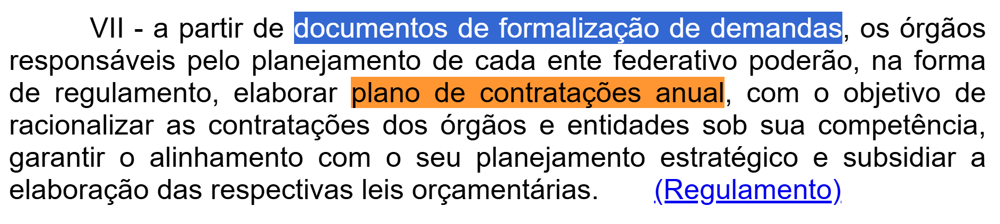 VII - a partir de documentos de formalização de demandas, os órgãos
responsáveis pelo planejamento de cada ente federativo poderão, na forma
de regulamento, elaborar plano de contratações anual, com o objetivo de
racionalizar as contratações dos órgãos e entidades sob sua competência,
garantir o alinhamento com o seu planejamento estratégico e subsidiar a
elaboração das respectivas leis orçamentárias. (Regulamento)